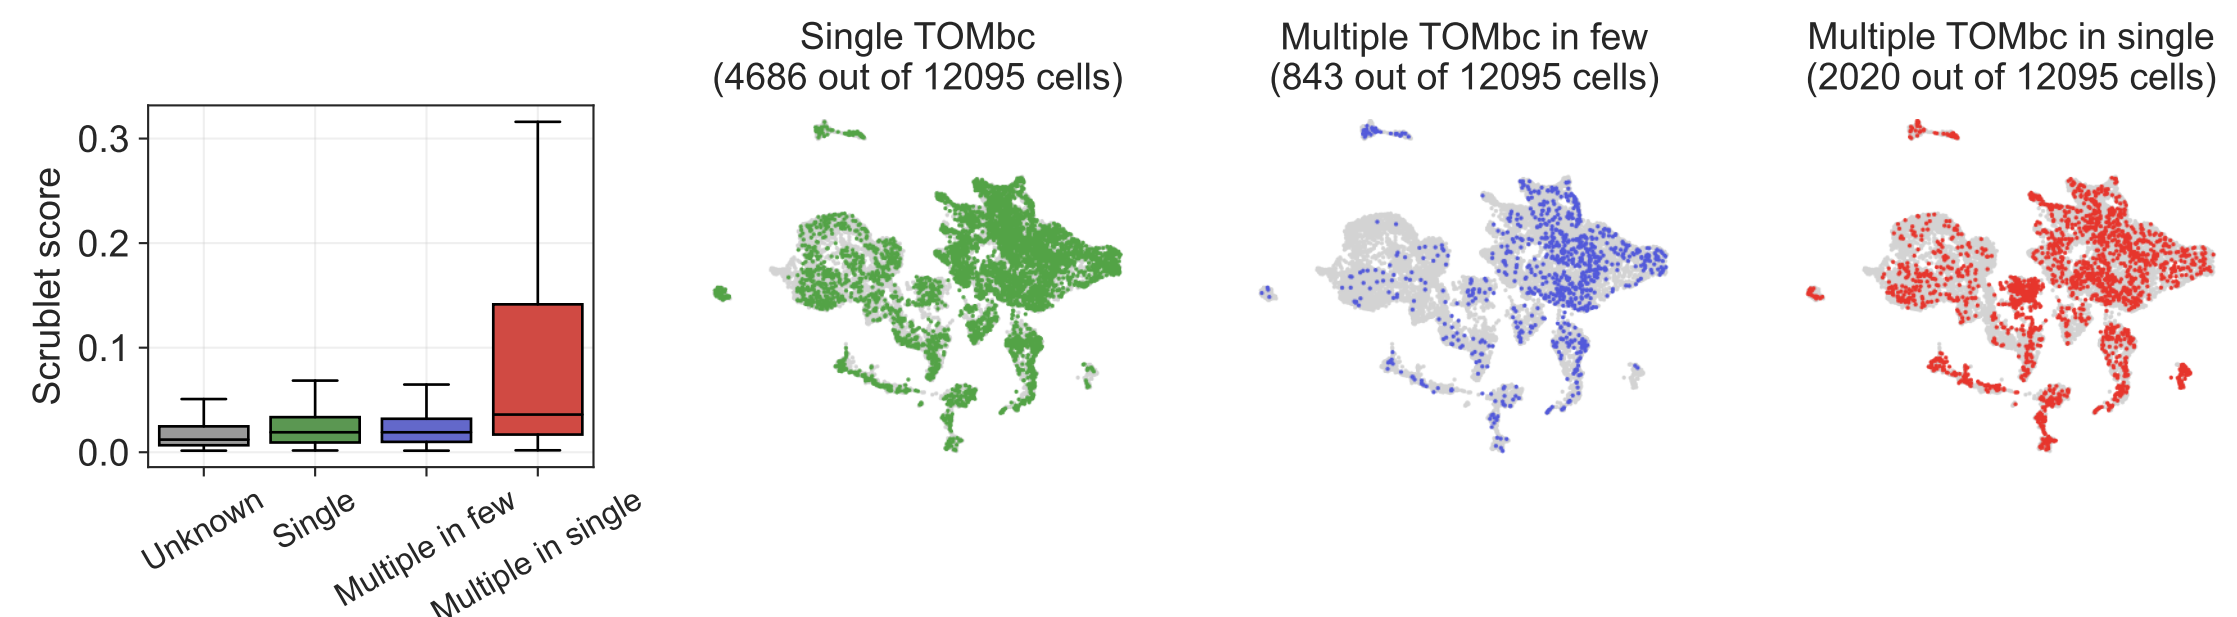 Single TOMbc
(4686 out of 12095 cells)
Multiple TOMbc in few
(843 out of 12095 cells)
Multiple TOMbc in single
(2020 out of 12095 cells)
Scrublet score
0.3
0.2
0.1
0.0
Unknown
Single
Multiple in few
Multiple in single